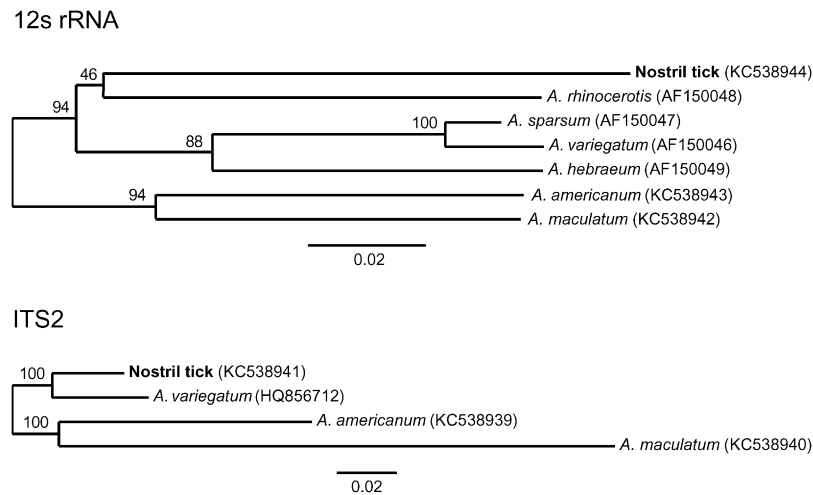 12s rRNA
46
Nostril tick (KC538944)
94
A. rhinocerotis (AF150048)
100
A. sparsum (AF150047)
88
A. variegatum (AF150046)
A. hebraeum (AF150049)
94
A. americanum (KC538943)
A. maculatum (KC538942)
0.02
ITS2
100
Nostril tick (KC538941)
A. variegatum (HQ856712)
100
A. americanum (KC538939)
A. maculatum (KC538940)
0.02